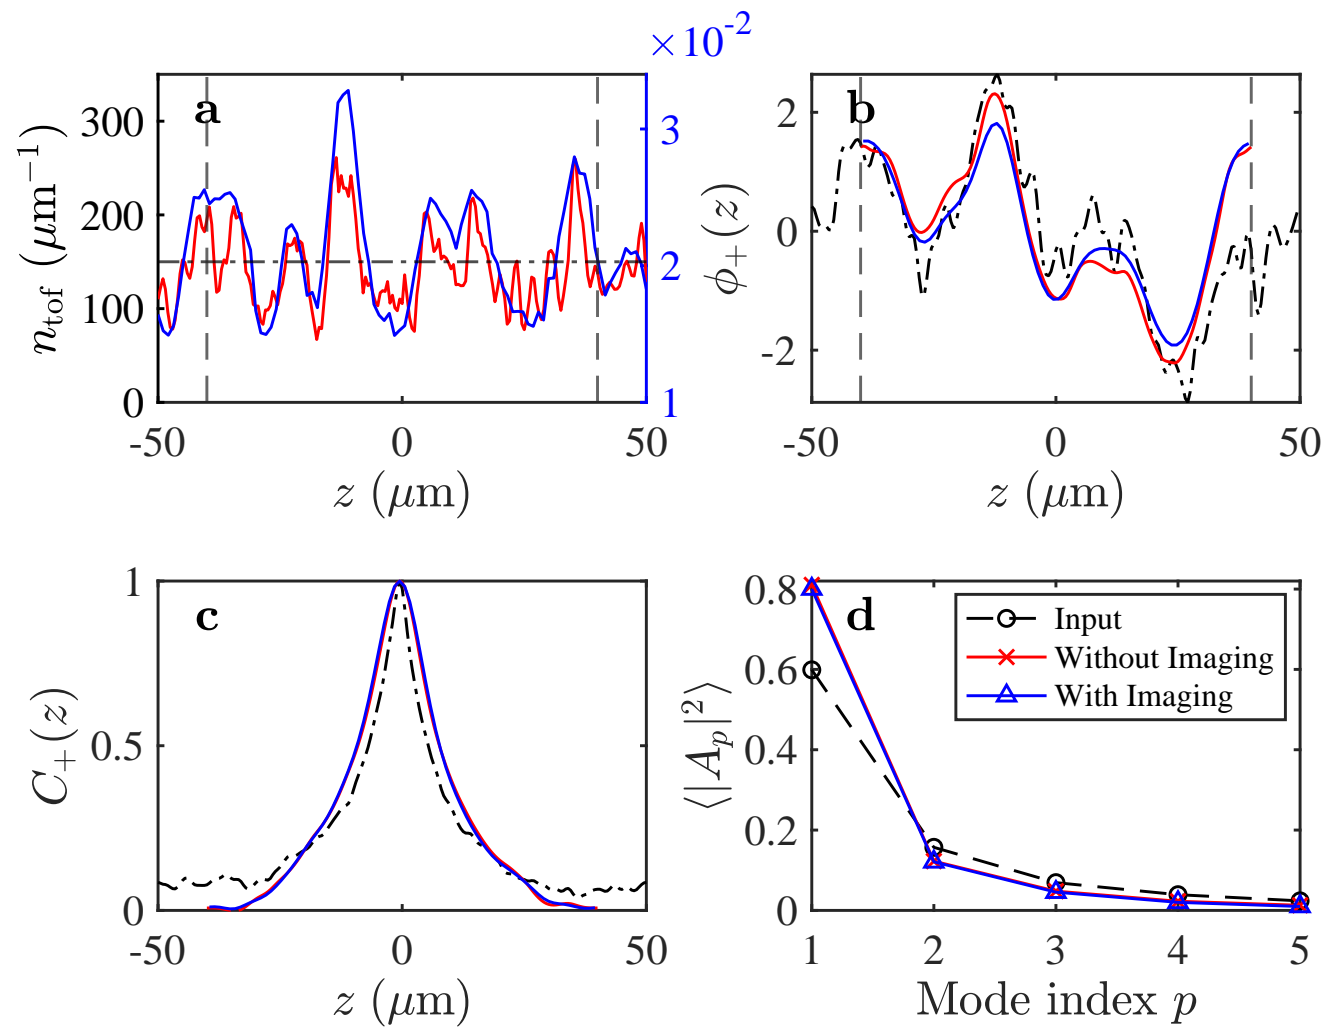 ×10⁻²
a
300
200
100
0
3
2
1
n_tof (μm⁻¹)
-50
0
50
z (μm)
b
2
0
-2
ϕ₊(z)
-50
0
50
z (μm)
c
1
0.5
0
C₊(z)
-50
0
50
z (μm)
d
0.8
0.6
0.4
0.2
0
⟨|A_p|²⟩
Input
Without Imaging
With Imaging
1
2
3
4
5
Mode index p